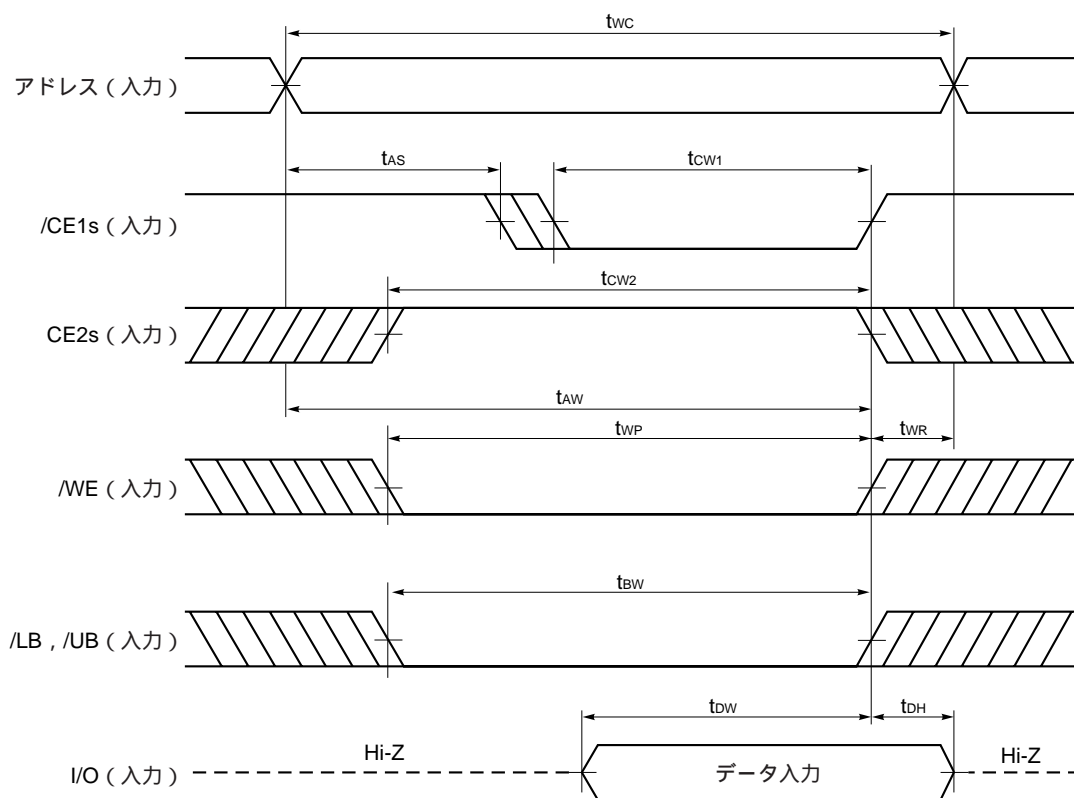 tWC
アドレス（入力）
tAS
tCW1
/CE1s（入力）
tCW2
CE2s（入力）
tAW
tWP
tWR
/WE（入力）
tBW
/LB , /UB（入力）
tDW
tDH
Hi-Z
Hi-Z
I/O（入力）
データ入力